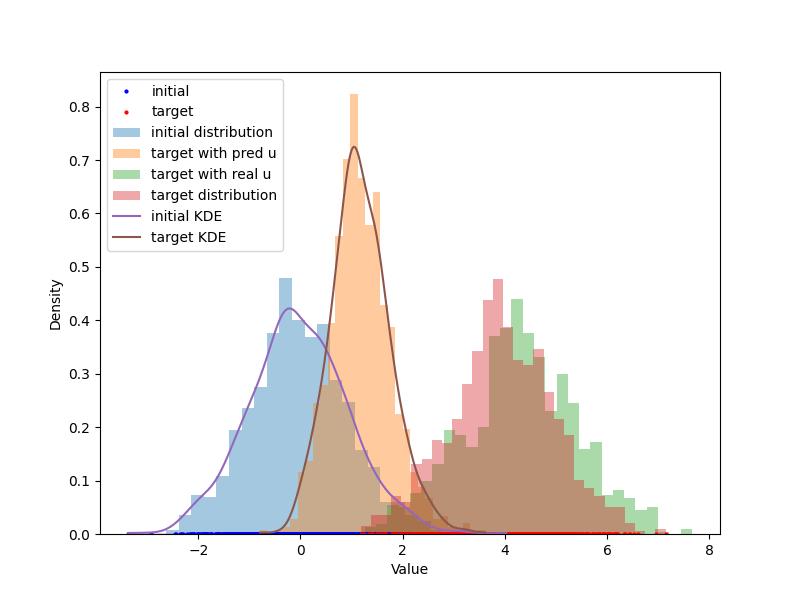 initial
target
initial distribution
target with pred u
target with real u
target distribution
initial KDE
target KDE
Density
0.8
0.7
0.6
0.5
0.4
0.3
0.2
0.1
0.0
−2
0
2
4
6
8
Value